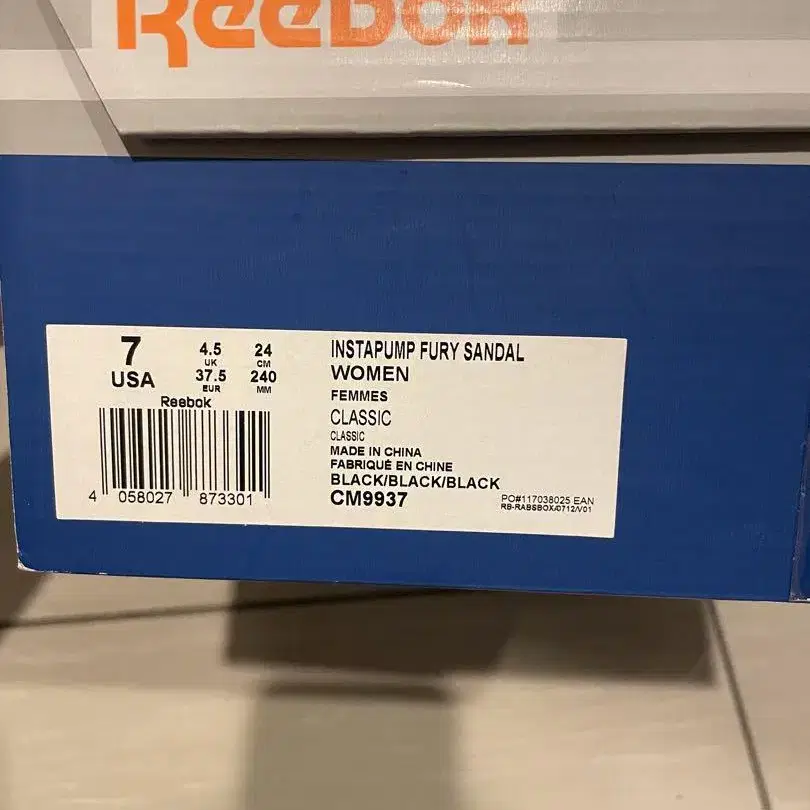 Reebok
7
USA
4.5
UK
37.5
EUR
24
CM
240
MM
Reebok
4 058027 873301
INSTAPUMP FURY SANDAL
WOMEN
FEMMES
CLASSIC
CLASSIC
MADE IN CHINA
FABRIQUÉ EN CHINE
BLACK/BLACK/BLACK
CM9937
PO#117038025 EAN
RB-RABSBOX/0712/V01